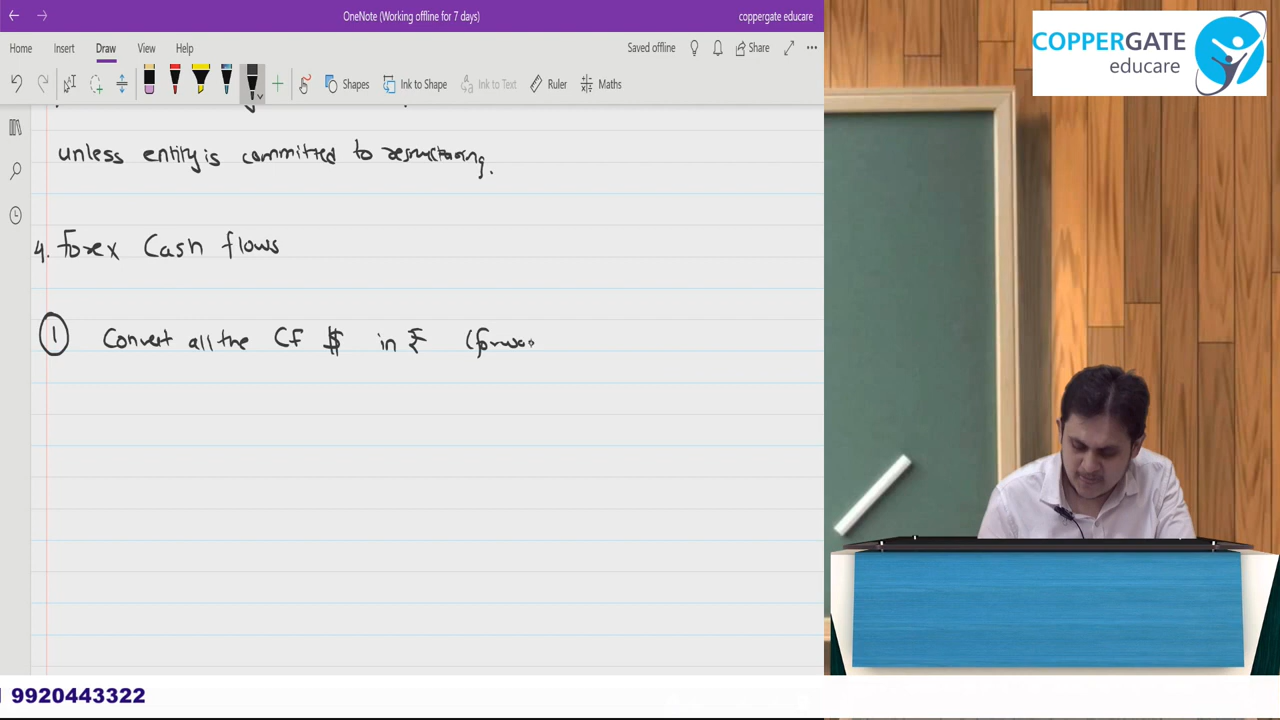 OneNote (Working offline for 7 days)
coppergate educare
Home Insert Draw View Help
Saved offline
Share
Shapes Ink to Shape Ink to Text Ruler Maths
COPPERGATE
educare
unless entity is committed to
4. Forex Cash flows
① Convert all the CF $ in ₹ (forwa
9920443322